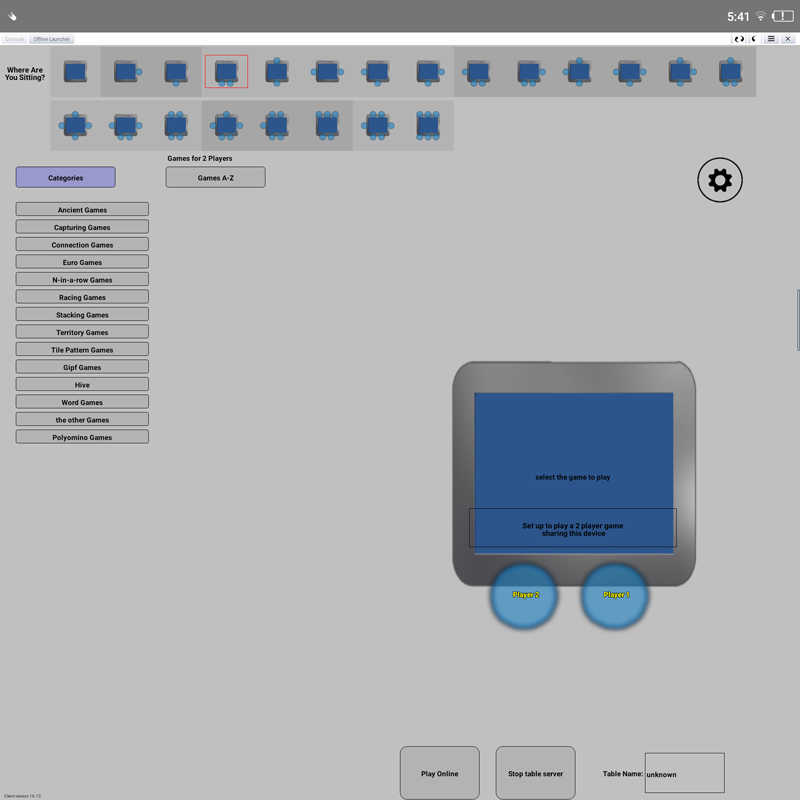 5:41
Console
Offline Launcher
Where Are
You Sitting?
Games for 2 Players
Categories
Games A-Z
Ancient Games
Capturing Games
Connection Games
Euro Games
N-in-a-row Games
Racing Games
Stacking Games
Territory Games
Tile Pattern Games
Gipf Games
Hive
Word Games
the other Games
Polyomino Games
select the game to play
Set up to play a 2 player game
sharing this device
Player 2
Player 1
Play Online
Stop table server
Table Name:
unknown